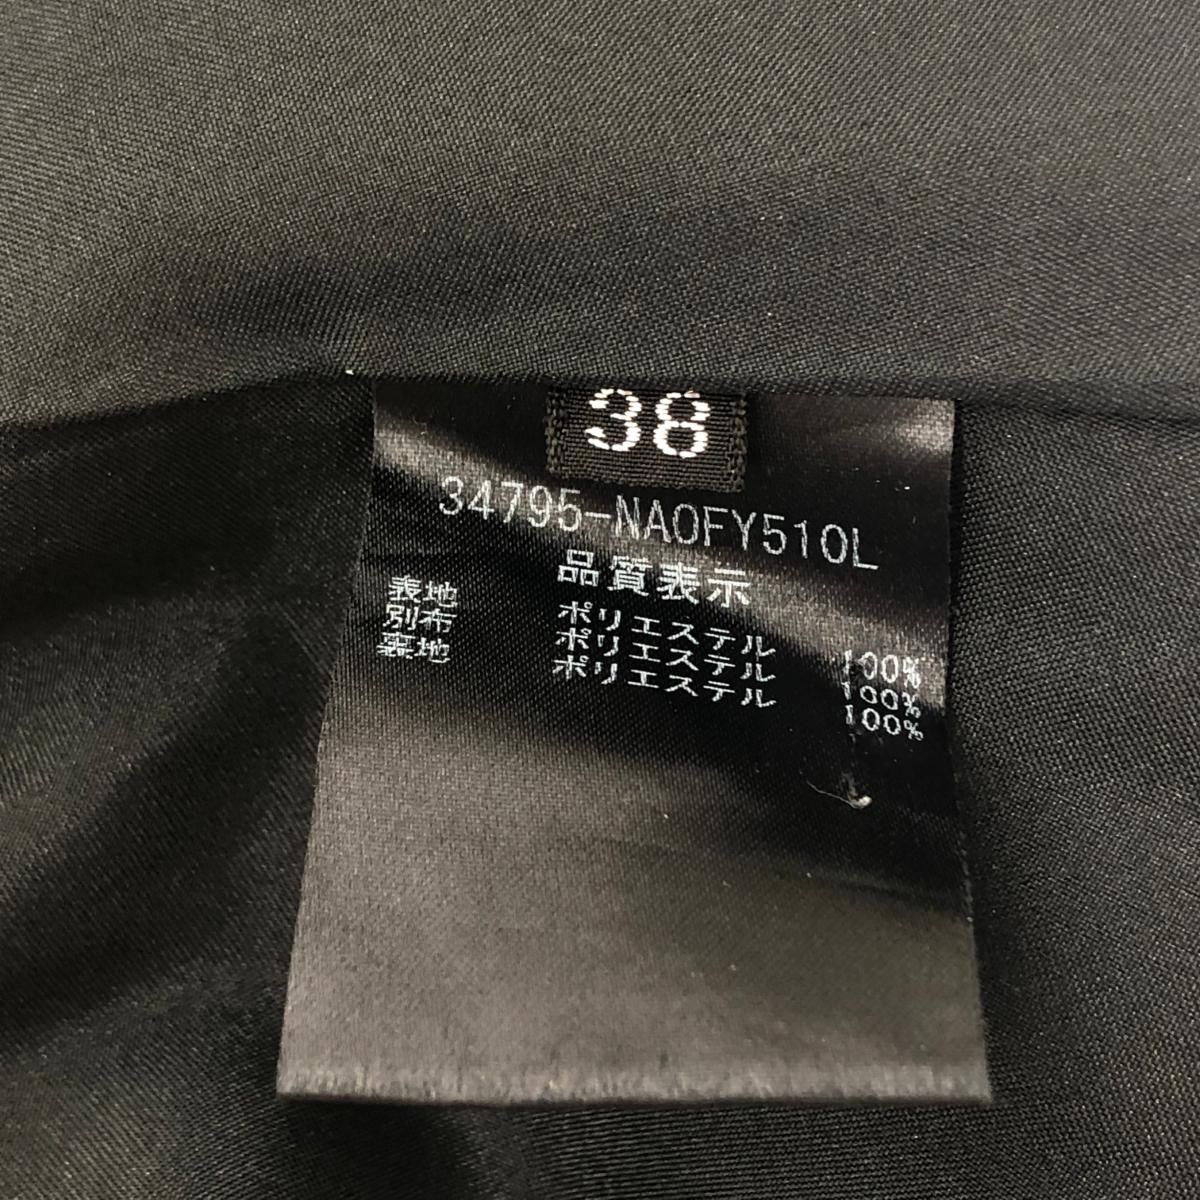 38
34795-NAOFY510L
品質表示
表地 ポリエステル 100%
別布 ポリエステル 100%
裏地 ポリエステル 100%